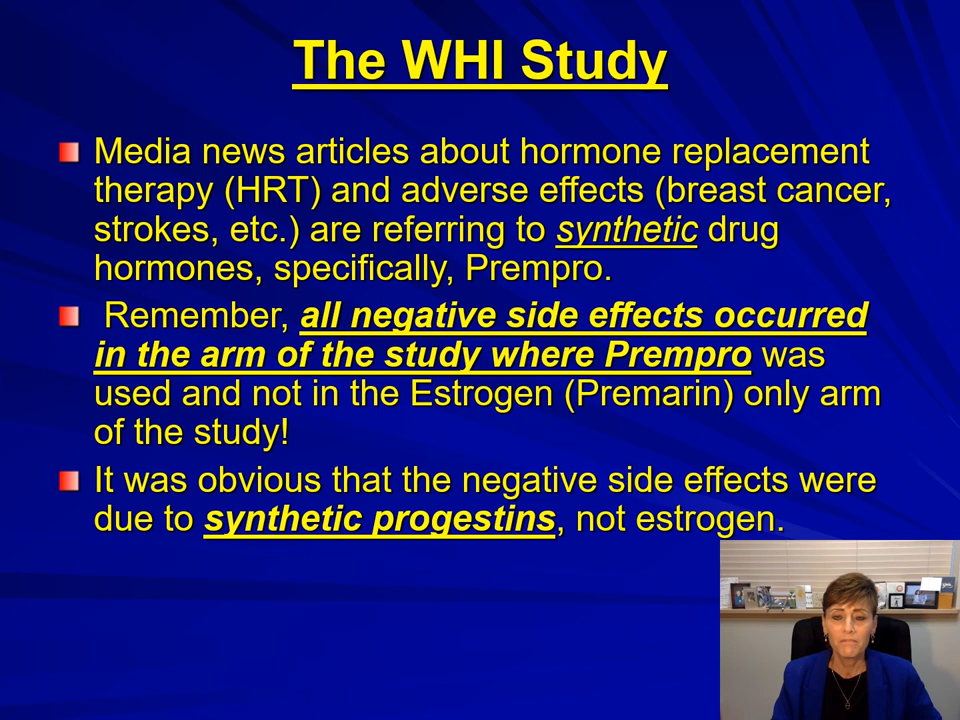 The WHI Study
Media news articles about hormone replacement
therapy (HRT) and adverse effects (breast cancer,
strokes, etc.) are referring to synthetic drug
hormones, specifically, Prempro.
Remember, all negative side effects occurred
in the arm of the study where Prempro was
used and not in the Estrogen (Premarin) only arm
of the study!
It was obvious that the negative side effects were
due to synthetic progestins, not estrogen.